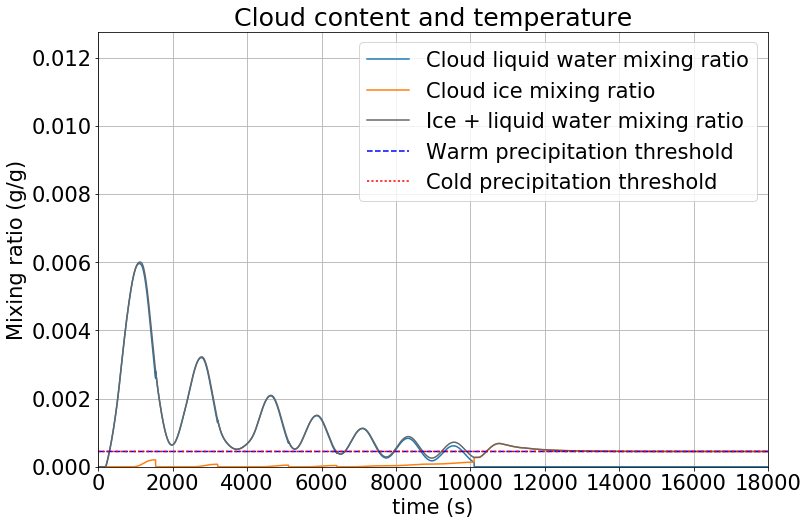 Cloud content and temperature
Mixing ratio (g/g)
0.012
0.010
0.008
0.006
0.004
0.002
0.000
Cloud liquid water mixing ratio
Cloud ice mixing ratio
Ice + liquid water mixing ratio
Warm precipitation threshold
Cold precipitation threshold
0 2000 4000 6000 8000 10000 12000 14000 16000 18000
time (s)